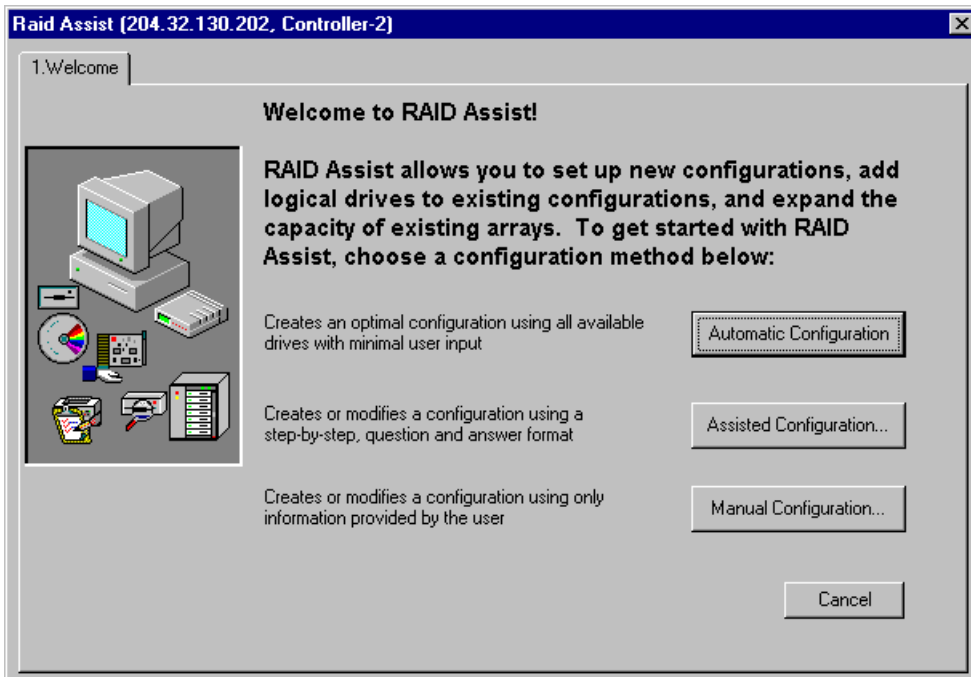 Raid Assist (204.32.130.202, Controller-2)
1.Welcome
Welcome to RAID Assist!
RAID Assist allows you to set up new configurations, add
logical drives to existing configurations, and expand the
capacity of existing arrays.  To get started with RAID
Assist, choose a configuration method below:
Creates an optimal configuration using all available
drives with minimal user input
Automatic Configuration
Creates or modifies a configuration using a
step-by-step, question and answer format
Assisted Configuration...
Creates or modifies a configuration using only
information provided by the user
Manual Configuration...
Cancel